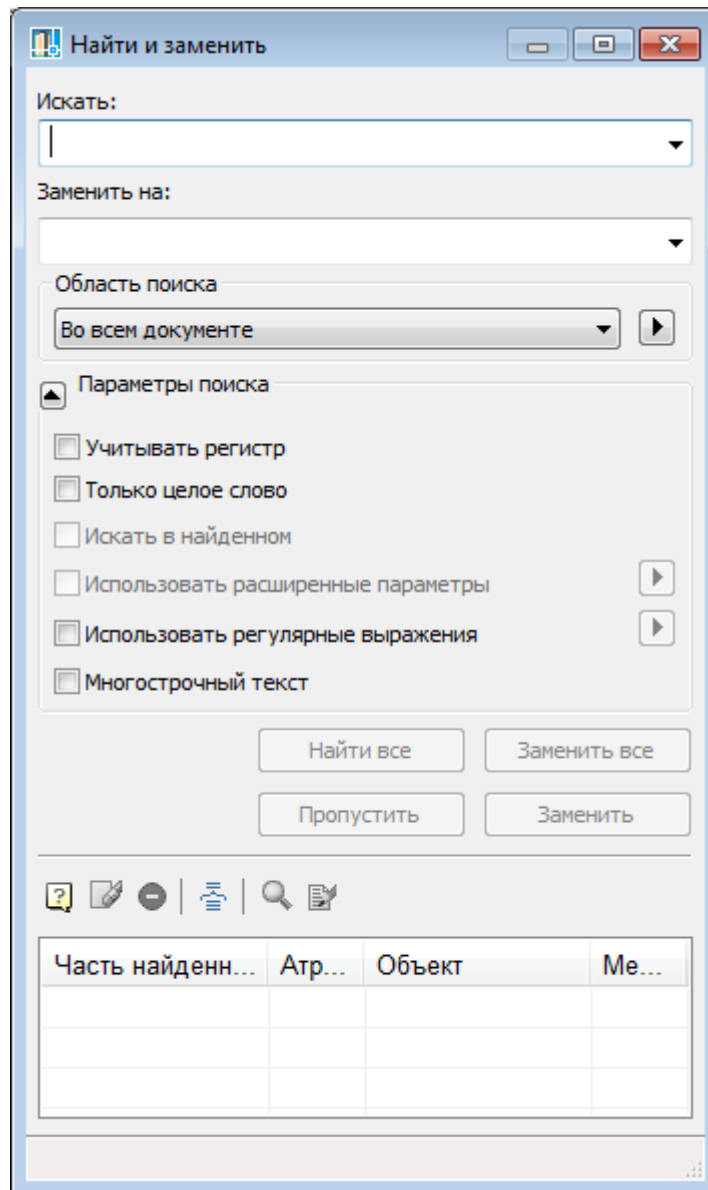 Найти и заменить
Искать:
Заменить на:
Область поиска
Во всем документе
Параметры поиска
Учитывать регистр
Только целое слово
Искать в найденном
Использовать расширенные параметры
Использовать регулярные выражения
Многострочный текст
Найти все Заменить все
Пропустить Заменить
Часть найденн... Атр... Объект Ме...